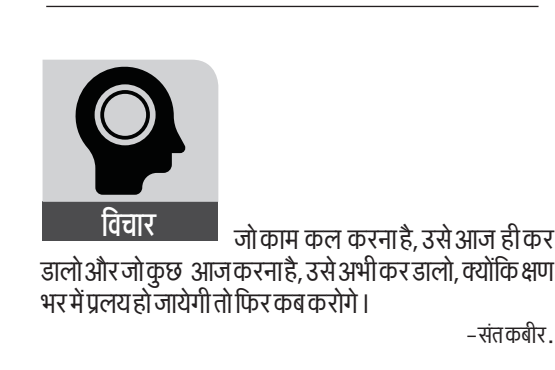 विचार
जो काम कल करना है, उसे आज ही कर
डालो और जो कुछ आज करना है, उसे अभी कर डालो, क्योंकि क्षण
भर में प्रलय हो जायेगी तो फिर कब करोगे ।
-संत कबीर.